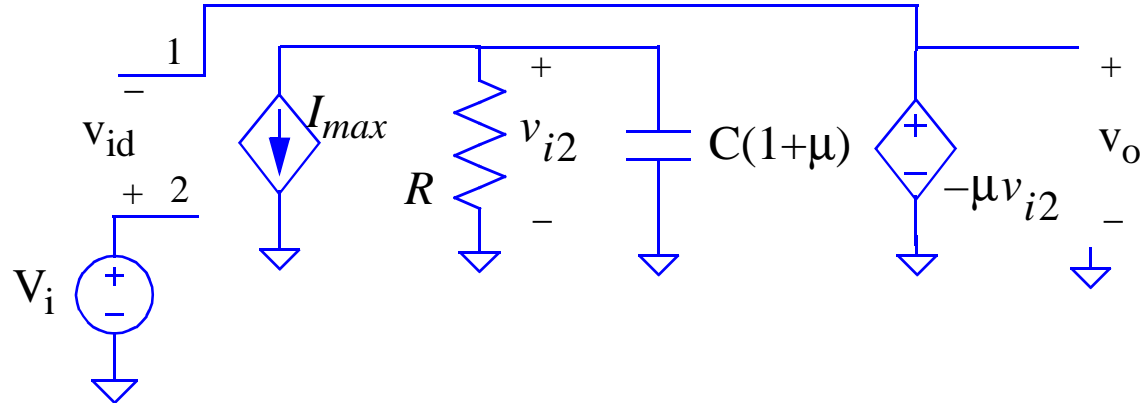 1
+
+
−
I_max
v_i2
C(1+μ)
+
v_id
−
v_o
R
+ 2
−
−μv_i2
−
V_i
+
−